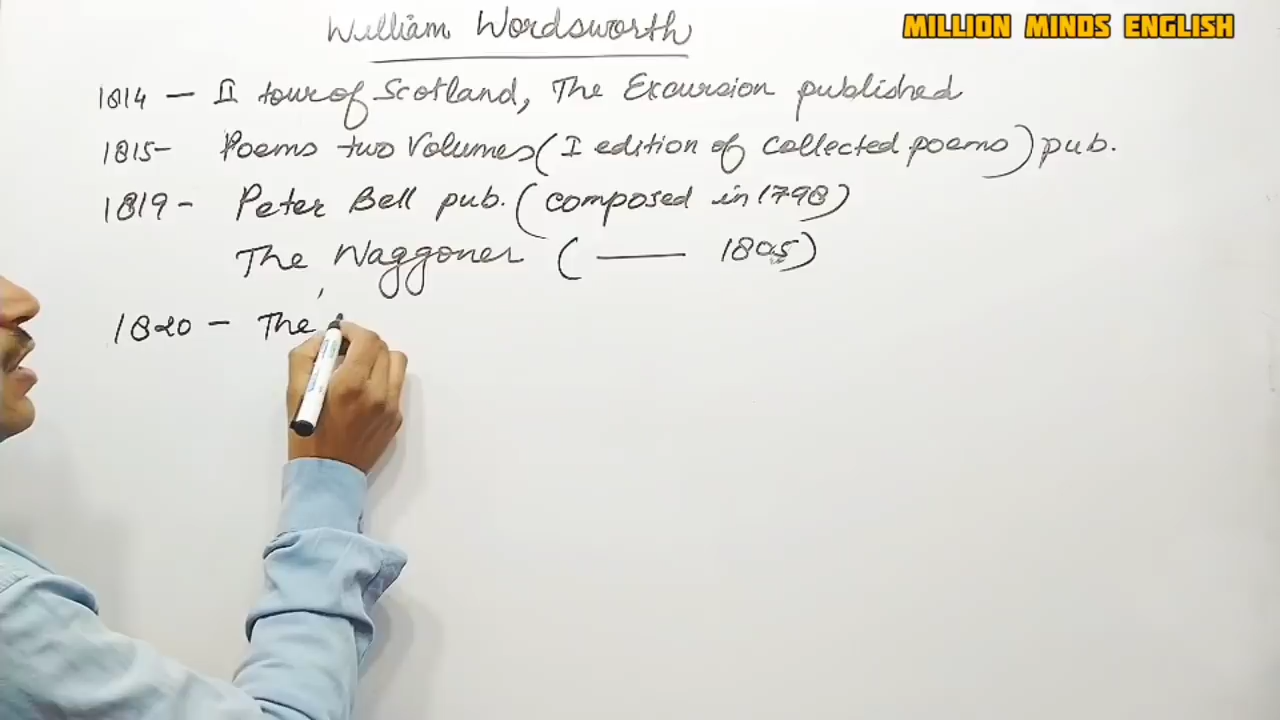 William Wordsworth
MILLION MINDS ENGLISH
1814 — II tour of Scotland, The Excursion published
1815- Poems two Volumes (I edition of collected poems) pub.
1819 - Peter Bell pub. (composed in 1798)
The Waggoner ( —— 1805)
1820 - The